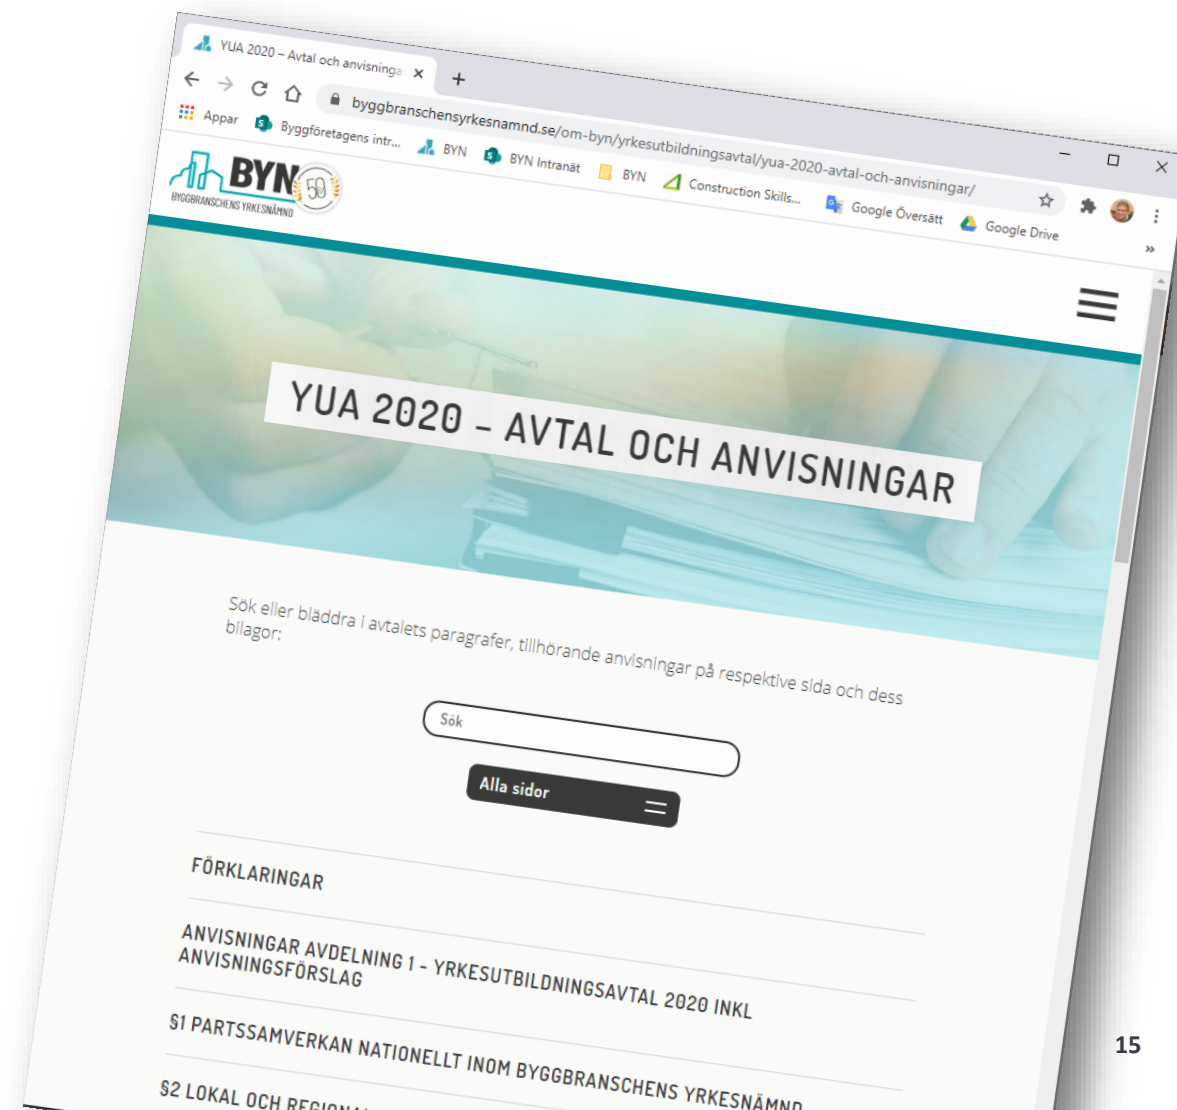 YUA 2020 – Avtal och anvisninga
byggbranschensyrkesnamnd.se/om-byn/yrkesutbildningsavtal/yua-2020-avtal-och-anvisningar/
Appar Byggföretagens intr... BYN BYN Intranät BYN Construction Skills... Google Översätt Google Drive
BYN 50
BYGGBRANSCHENS YRKESNÄMND
YUA 2020 – AVTAL OCH ANVISNINGAR
Sök eller bläddra i avtalets paragrafer, tillhörande anvisningar på respektive sida och dess
bilagor:
Sök
Alla sidor
FÖRKLARINGAR
ANVISNINGAR AVDELNING 1 - YRKESUTBILDNINGSAVTAL 2020 INKL
ANVISNINGSFÖRSLAG
§1 PARTSSAMVERKAN NATIONELLT INOM BYGGBRANSCHENS YRKESNÄMND
§2 LOKAL OCH
15